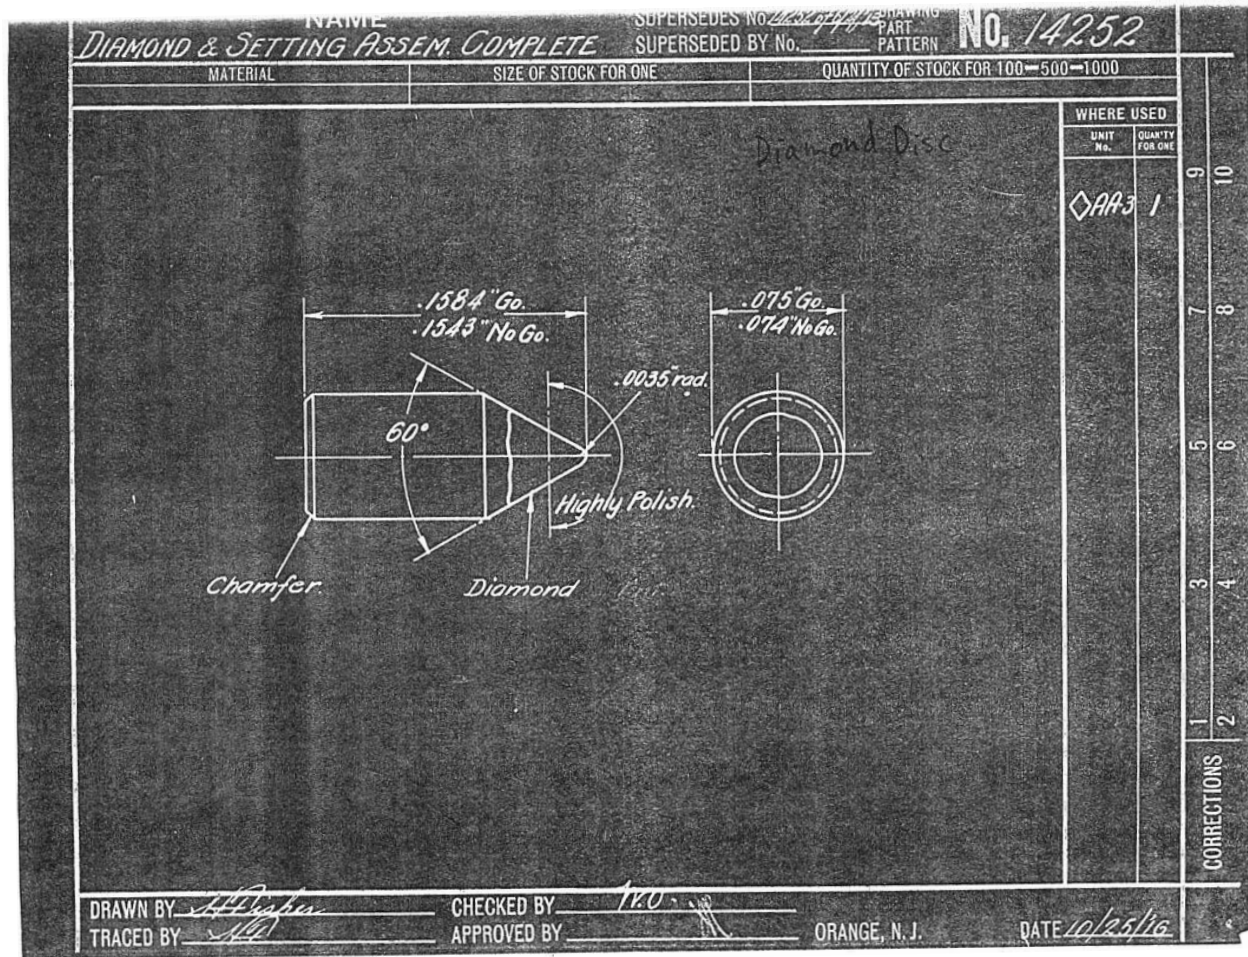 NAME
DIAMOND & SETTING ASSEM. COMPLETE
SUPERSEDES No. 14252 of
SUPERSEDED BY No.
DRAWING
PART
PATTERN
No. 14252
MATERIAL
SIZE OF STOCK FOR ONE
QUANTITY OF STOCK FOR 100-500-1000
WHERE USED
UNIT No.
QUAN'TY FOR ONE
◇AA-3 1
Diamond Disc
.1584" Go.
.1543" No Go.
.075" Go.
.074" No Go.
.0035" rad.
60°
Highly Polish.
Chamfer.
Diamond
9
10
7
8
5
6
3
4
1
2
CORRECTIONS
DRAWN BY
TRACED BY
CHECKED BY
APPROVED BY
ORANGE, N. J.
DATE 10/25/16